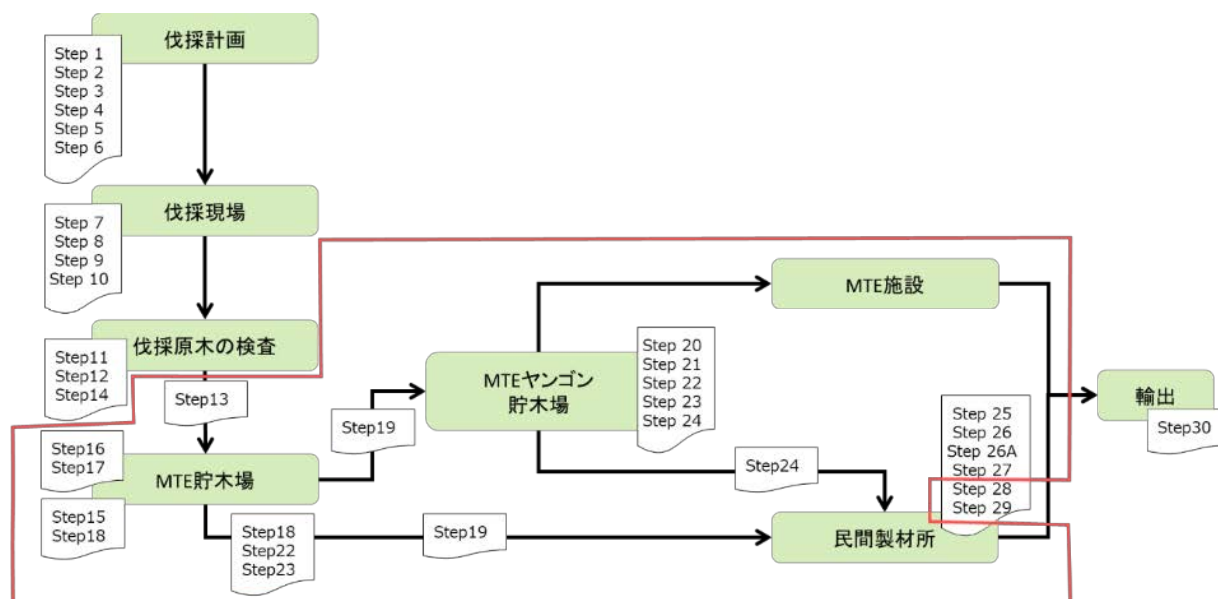 伐採計画
Step 1
Step 2
Step 3
Step 4
Step 5
Step 6
伐採現場
Step 7
Step 8
Step 9
Step 10
伐採原木の検査
Step11
Step12
Step14
Step13
Step16
Step17
MTE貯木場
Step15
Step18
Step18
Step22
Step23
Step19
Step19
MTEヤンゴン
貯木場
Step 20
Step 21
Step 22
Step 23
Step 24
MTE施設
Step24
民間製材所
Step 25
Step 26
Step 26A
Step 27
Step 28
Step 29
輸出
Step30